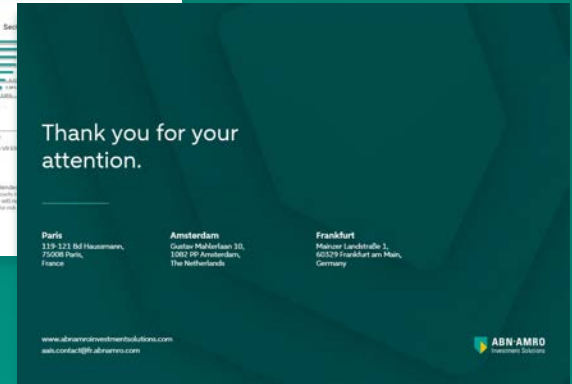 Thank you for your
attention.
Paris
119-121 Bd Haussmann,
75008 Paris,
France
Amsterdam
Gustav Mahlerlaan 10,
1082 PP Amsterdam,
The Netherlands
Frankfurt
Mainzer Landstraße 1,
60329 Frankfurt am Main,
Germany
www.abnamroinvestmentsolutions.com
aais.contact@fr.abnamro.com
ABN·AMRO
Investment Solutions